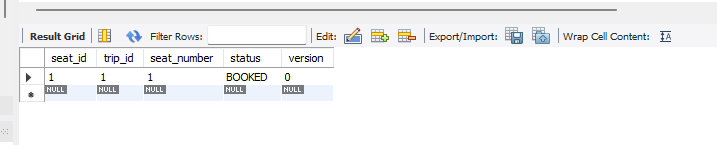 Result Grid Filter Rows: Edit: Export/Import: Wrap Cell Content: IA
seat_id trip_id seat_number status version
1 1 1 BOOKED 0
NULL NULL NULL NULL NULL